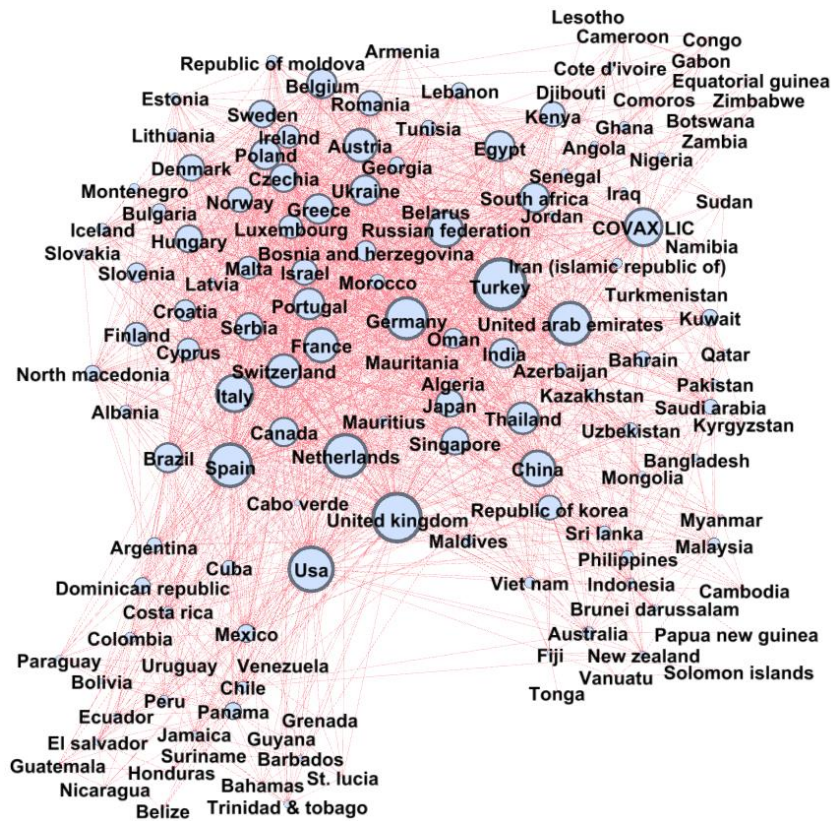 Lesotho
Cameroon
Congo
Armenia
Republic of moldova
Cote d'ivoire
Gabon
Belgium
Lebanon
Djibouti
Equatorial guinea
Estonia
Romania
Comoros
Zimbabwe
Sweden
Kenya
Botswana
Lithuania
Ireland
Tunisia
Ghana
Zambia
Poland
Austria
Egypt
Angola
Nigeria
Denmark
Czechia
Georgia
Senegal
Montenegro
Norway
Ukraine
South africa
Iraq
Sudan
Bulgaria
Greece
Belarus
Jordan
Iceland
Luxembourg
Russian federation
COVAX LIC
Hungary
Namibia
Slovakia
Bosnia and herzegovina
Slovenia
Malta
Israel
Iran (islamic republic of)
Latvia
Morocco
Turkey
Turkmenistan
Croatia
Portugal
Germany
United arab emirates
Kuwait
Finland
Serbia
Oman
Cyprus
France
India
Bahrain
Qatar
North macedonia
Switzerland
Mauritania
Azerbaijan
Italy
Algeria
Kazakhstan
Pakistan
Albania
Japan
Saudi arabia
Mauritius
Thailand
Kyrgyzstan
Canada
Uzbekistan
Singapore
Brazil
Spain
Netherlands
China
Bangladesh
Mongolia
Cabo verde
Republic of korea
United kingdom
Myanmar
Sri lanka
Argentina
Maldives
Malaysia
Cuba
Usa
Philippines
Dominican republic
Viet nam
Indonesia
Cambodia
Costa rica
Brunei darussalam
Colombia
Mexico
Australia
Papua new guinea
Paraguay
Uruguay
Venezuela
Fiji
New zealand
Solomon islands
Bolivia
Chile
Vanuatu
Peru
Tonga
Ecuador
Panama
Grenada
El salvador
Jamaica
Guyana
Guatemala
Suriname
Barbados
Honduras
St. lucia
Nicaragua
Bahamas
Belize
Trinidad & tobago